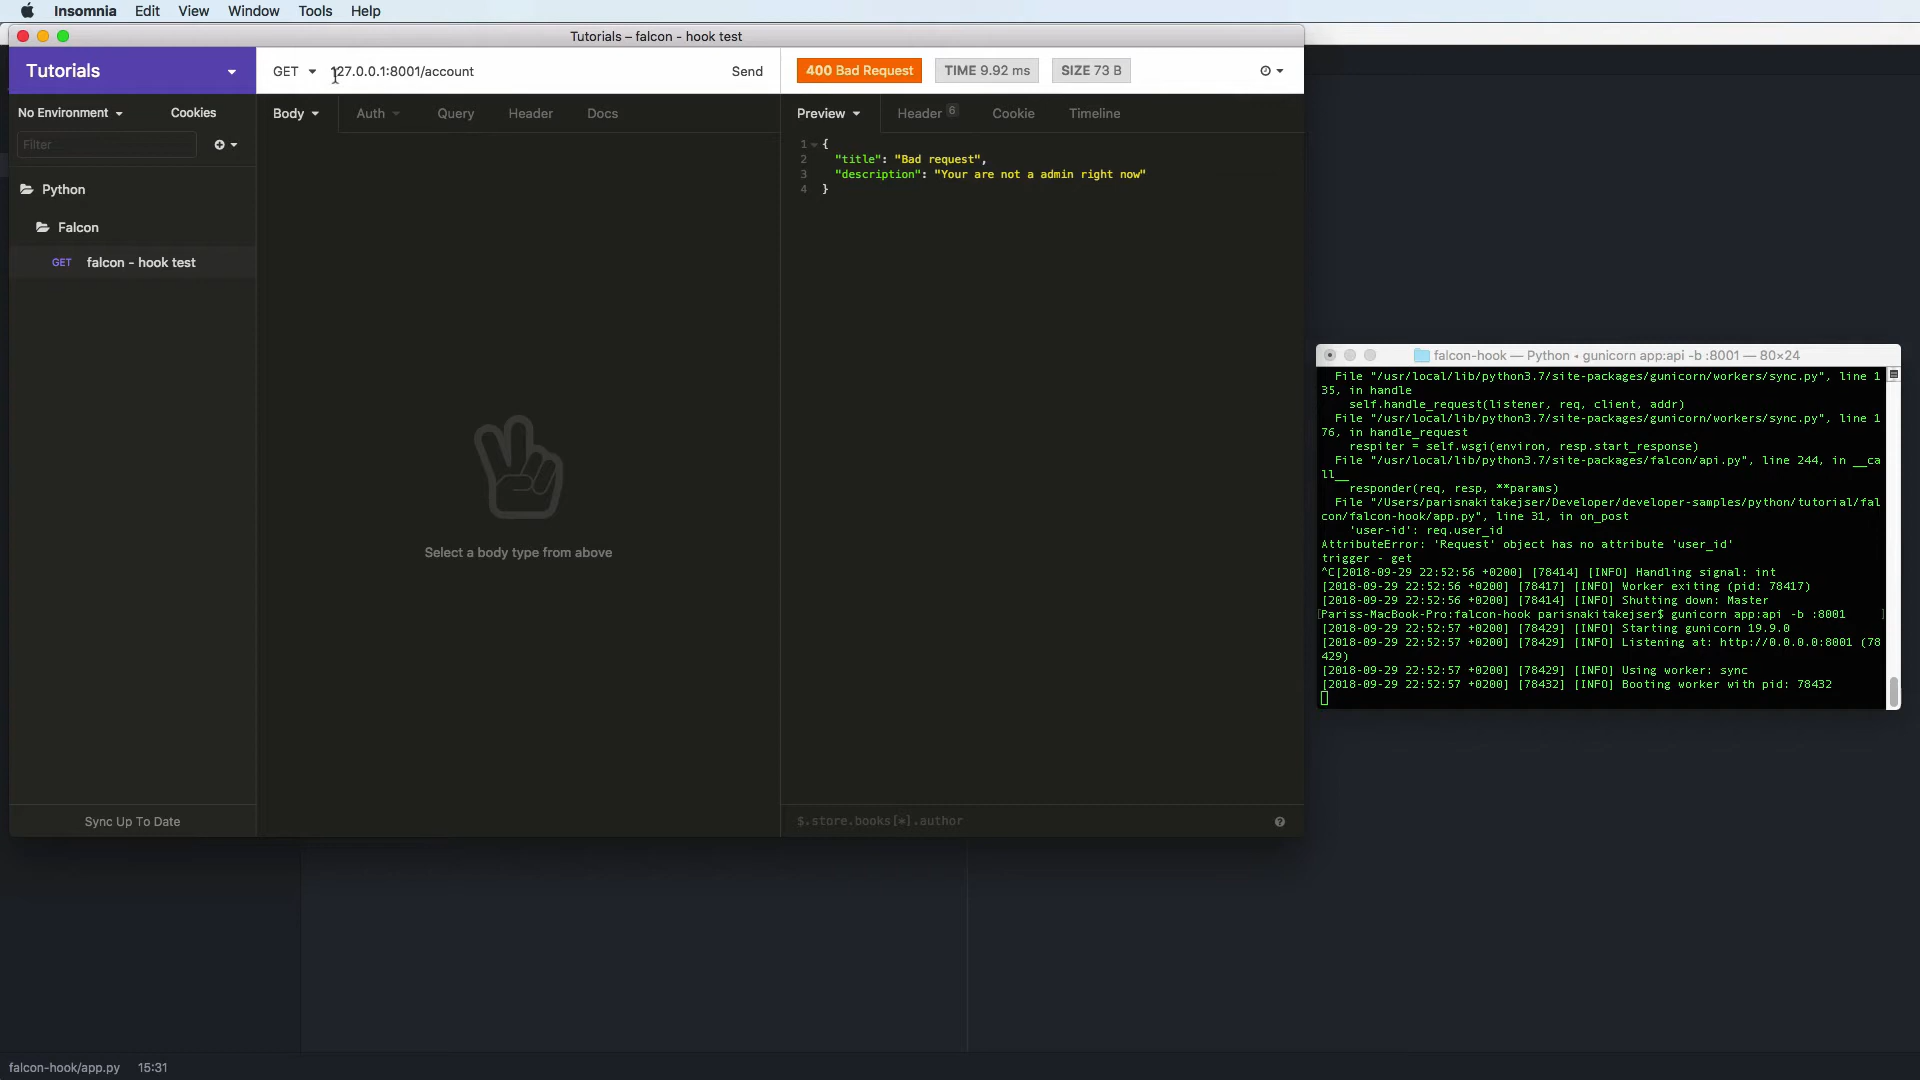 Insomnia Edit View Window Tools Help
Tutorials – falcon - hook test
Tutorials
GET 127.0.0.1:8001/account Send
400 Bad Request TIME 9.92 ms SIZE 73 B
No Environment Cookies
Body Auth Query Header Docs
Preview Header 6 Cookie Timeline
Filter
Python
Falcon
GET falcon - hook test
1 {
2 "title": "Bad request",
3 "description": "Your are not a admin right now"
4 }
Select a body type from above
Sync Up To Date
$.store.books[*].author
falcon-hook — Python • gunicorn app:api -b :8001 — 80×24
File "/usr/local/lib/python3.7/site-packages/gunicorn/workers/sync.py", line 1
35, in handle
self.handle_request(listener, req, client, addr)
File "/usr/local/lib/python3.7/site-packages/gunicorn/workers/sync.py", line 1
76, in handle_request
respiter = self.wsgi(environ, resp.start_response)
File "/usr/local/lib/python3.7/site-packages/falcon/api.py", line 244, in __ca
ll__
responder(req, resp, **params)
File "/Users/parisnakitakejser/Developer/developer-samples/python/tutorial/fal
con/falcon-hook/app.py", line 31, in on_post
'user-id': req.user_id
AttributeError: 'Request' object has no attribute 'user_id'
trigger - get
^C[2018-09-29 22:52:56 +0200] [78414] [INFO] Handling signal: int
[2018-09-29 22:52:56 +0200] [78417] [INFO] Worker exiting (pid: 78417)
[2018-09-29 22:52:56 +0200] [78414] [INFO] Shutting down: Master
[Pariss-MacBook-Pro:falcon-hook parisnakitakejser$ gunicorn app:api -b :8001 ]
[2018-09-29 22:52:57 +0200] [78429] [INFO] Starting gunicorn 19.9.0
[2018-09-29 22:52:57 +0200] [78429] [INFO] Listening at: http://0.0.0.0:8001 (78
429)
[2018-09-29 22:52:57 +0200] [78429] [INFO] Using worker: sync
[2018-09-29 22:52:57 +0200] [78432] [INFO] Booting worker with pid: 78432
falcon-hook/app.py 15:31